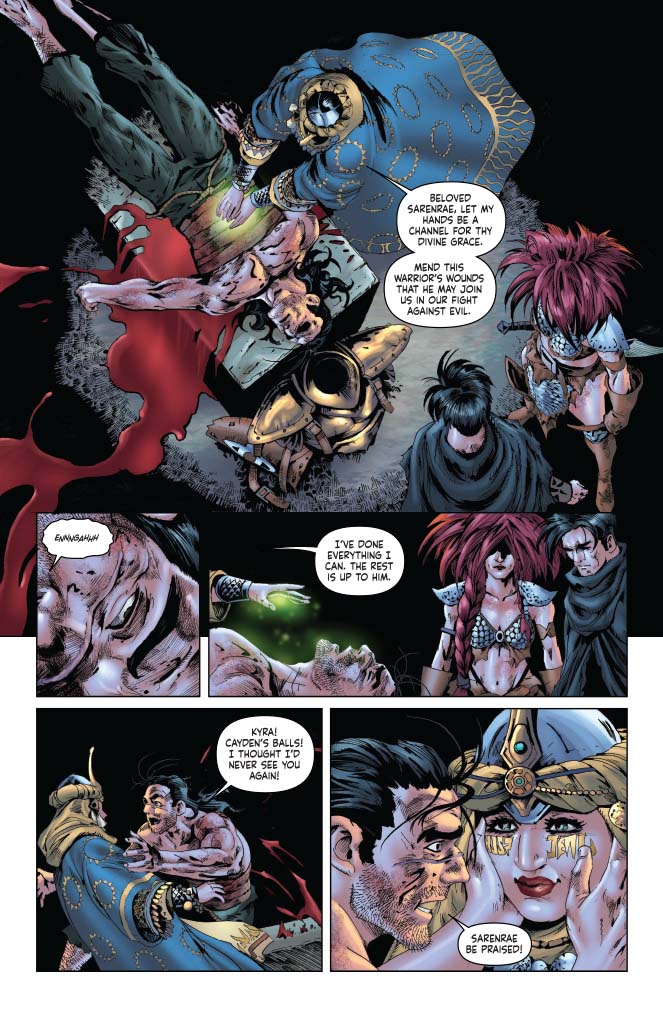 BELOVED
SARENRAE, LET MY
HANDS BE A
CHANNEL FOR THY
DIVINE GRACE.
MEND THIS
WARRIOR'S WOUNDS
THAT HE MAY JOIN
US IN OUR FIGHT
AGAINST EVIL.
ENNNGAHHH
I'VE DONE
EVERYTHING I
CAN. THE REST
IS UP TO HIM.
KYRA!
CAYDEN'S BALLS!
I THOUGHT I'D
NEVER SEE YOU
AGAIN!
SARENRAE
BE PRAISED!